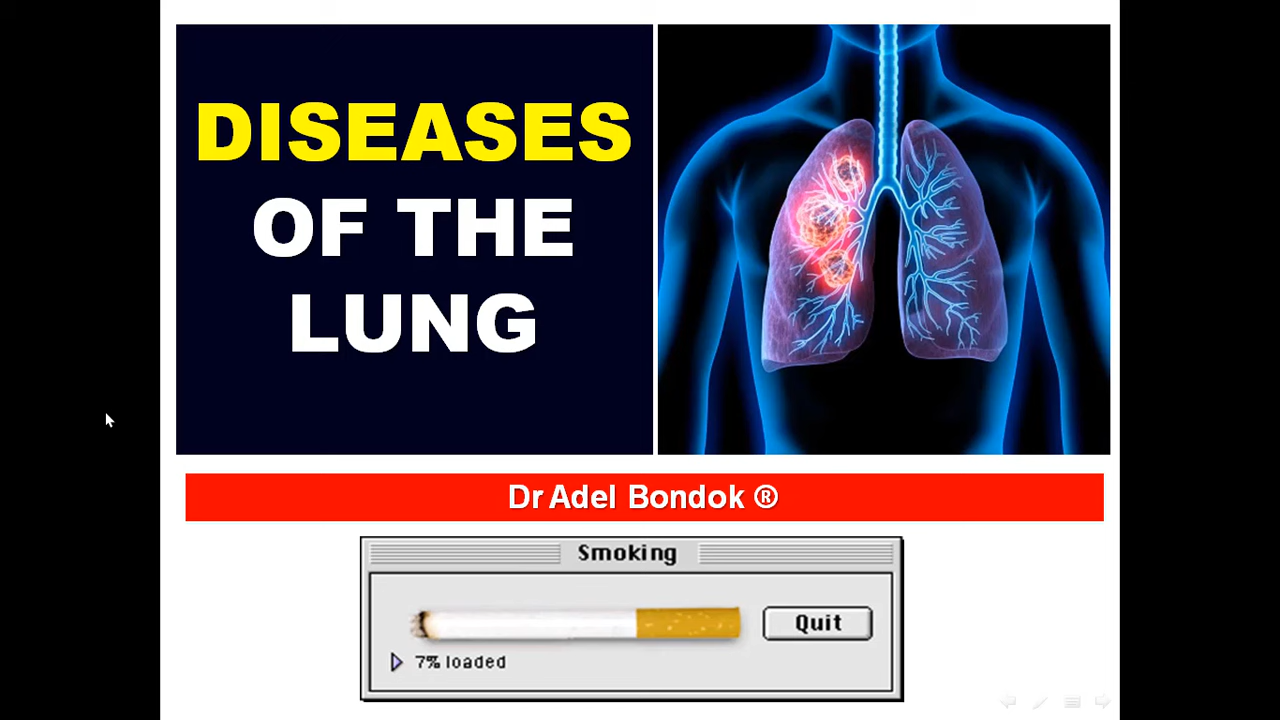 DISEASES
OF THE
LUNG
Dr Adel Bondok ®
Smoking
Quit
7% loaded